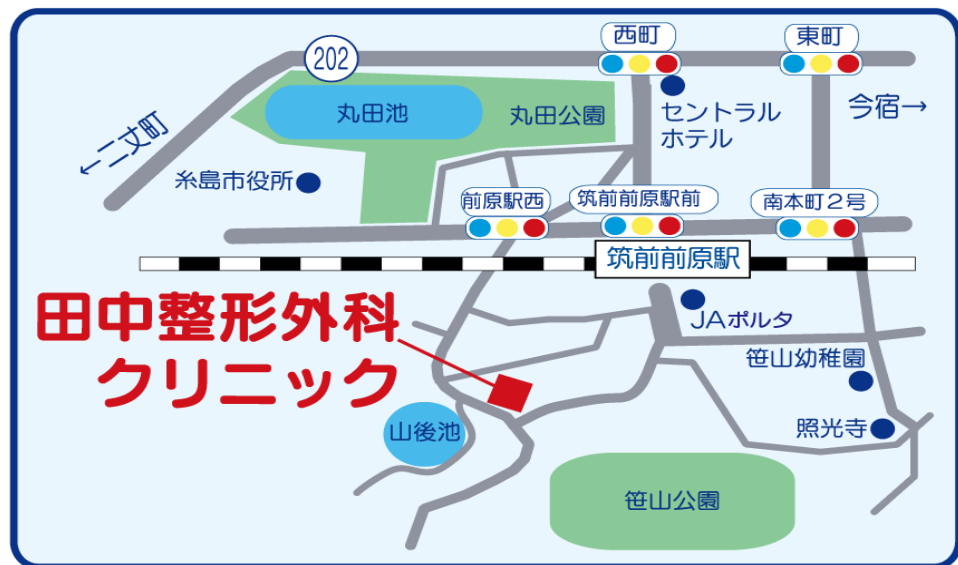 西町
東町
202
丸田池
丸田公園
セントラル
ホテル
今宿→
←二丈町
糸島市役所
前原駅西
筑前前原駅前
南本町2号
筑前前原駅
田中整形外科
クリニック
JAポルタ
笹山幼稚園
山後池
照光寺
笹山公園